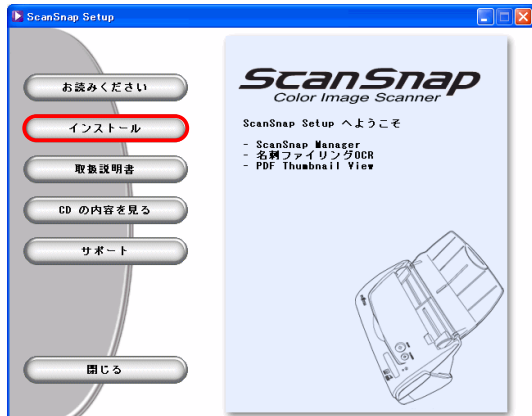 ScanSnap Setup
お読みください
インストール
取扱説明書
CD の内容を見る
サポート
閉じる
ScanSnap
Color Image Scanner
ScanSnap Setup へようこそ
- ScanSnap Manager
- 名刺ファイリングOCR
- PDF Thumbnail View